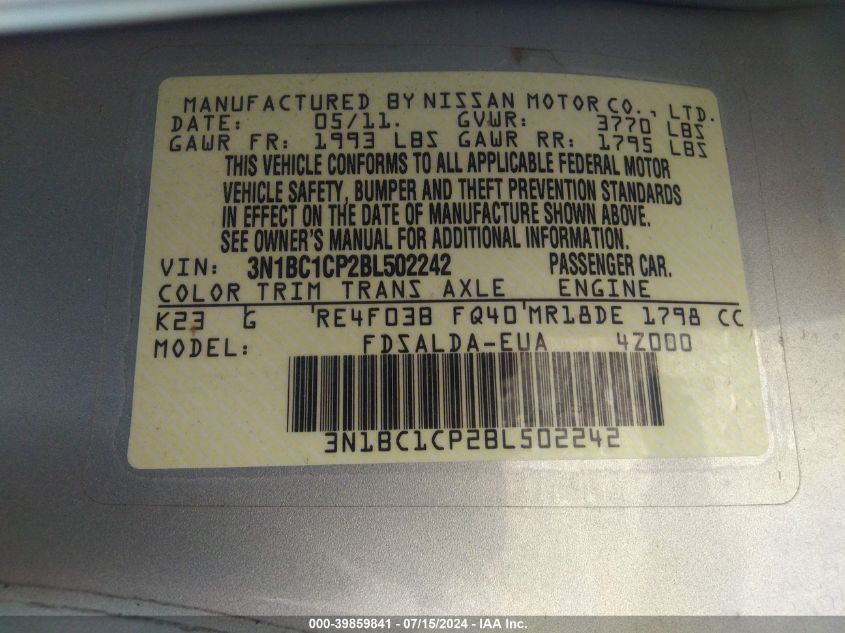 MANUFACTURED BY NISSAN MOTOR CO., LTD.
DATE: 05/11. GVWR: 3770 LBS
GAWR FR: 1993 LBS GAWR RR: 1795 LBS
THIS VEHICLE CONFORMS TO ALL APPLICABLE FEDERAL MOTOR
VEHICLE SAFETY, BUMPER AND THEFT PREVENTION STANDARDS
IN EFFECT ON THE DATE OF MANUFACTURE SHOWN ABOVE.
SEE OWNER'S MANUAL FOR ADDITIONAL INFORMATION.
VIN: 3N1BC1CP2BL502242 PASSENGER CAR.
COLOR TRIM TRANS AXLE ENGINE
K23 G RE4F03B FQ40 MR18DE 1798 CC
MODEL: FDSALDA-EUA 4Z000
3N1BC1CP2BL502242
000-39859841 - 07/15/2024 - IAA Inc.